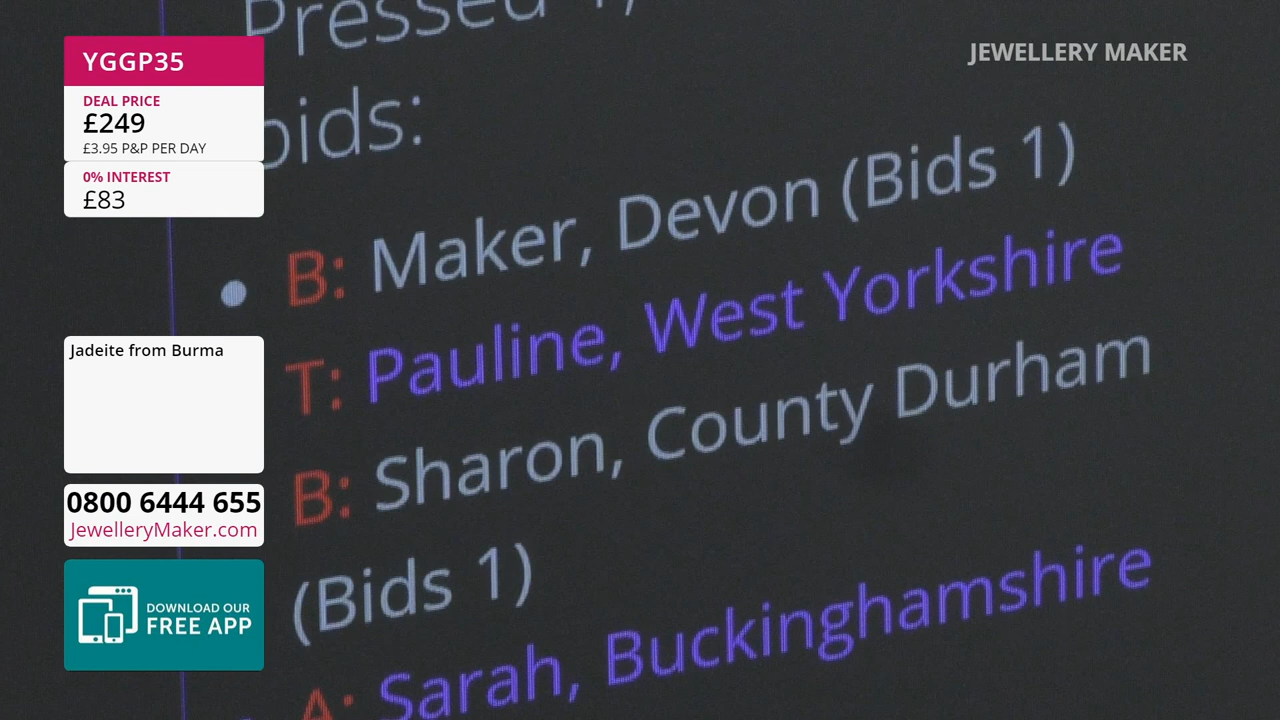 YGGP35
DEAL PRICE
£249
£3.95 P&P PER DAY
0% INTEREST
£83
Jadeite from Burma
0800 6444 655
JewelleryMaker.com
DOWNLOAD OUR
FREE APP
JEWELLERY MAKER
Pressed 1)
bids:
B: Maker, Devon (Bids 1)
T: Pauline, West Yorkshire
B: Sharon, County Durham
(Bids 1)
A: Sarah, Buckinghamshire